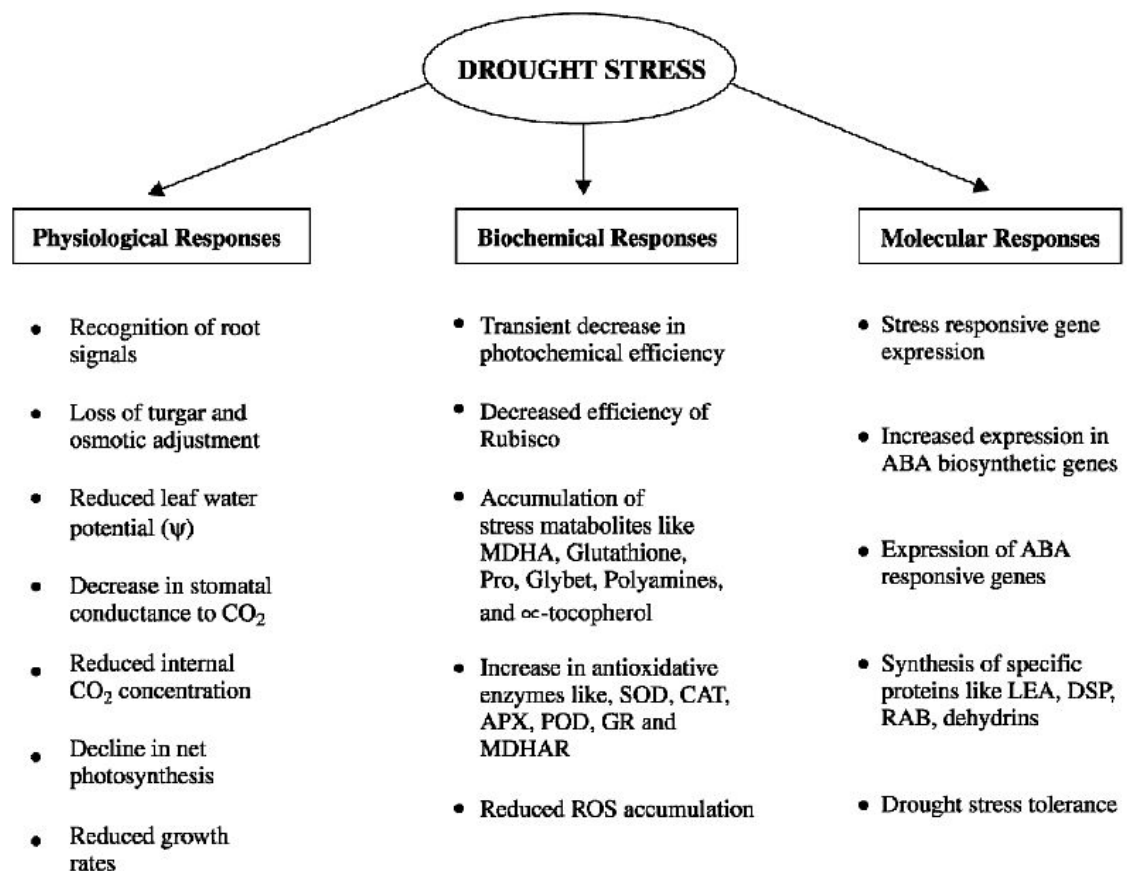 DROUGHT STRESS
Physiological Responses
• Recognition of root
signals
• Loss of turgar and
osmotic adjustment
• Reduced leaf water
potential (ψ)
• Decrease in stomatal
conductance to CO₂
• Reduced internal
CO₂ concentration
• Decline in net
photosynthesis
• Reduced growth
rates
Biochemical Responses
• Transient decrease in
photochemical efficiency
• Decreased efficiency of
Rubisco
• Accumulation of
stress matabolites like
MDHA, Glutathione,
Pro, Glybet, Polyamines,
and ∝-tocopherol
• Increase in antioxidative
enzymes like, SOD, CAT,
APX, POD, GR and
MDHAR
• Reduced ROS accumulation
Molecular Responses
• Stress responsive gene
expression
• Increased expression in
ABA biosynthetic genes
• Expression of ABA
responsive genes
• Synthesis of specific
proteins like LEA, DSP,
RAB, dehydrins
• Drought stress tolerance